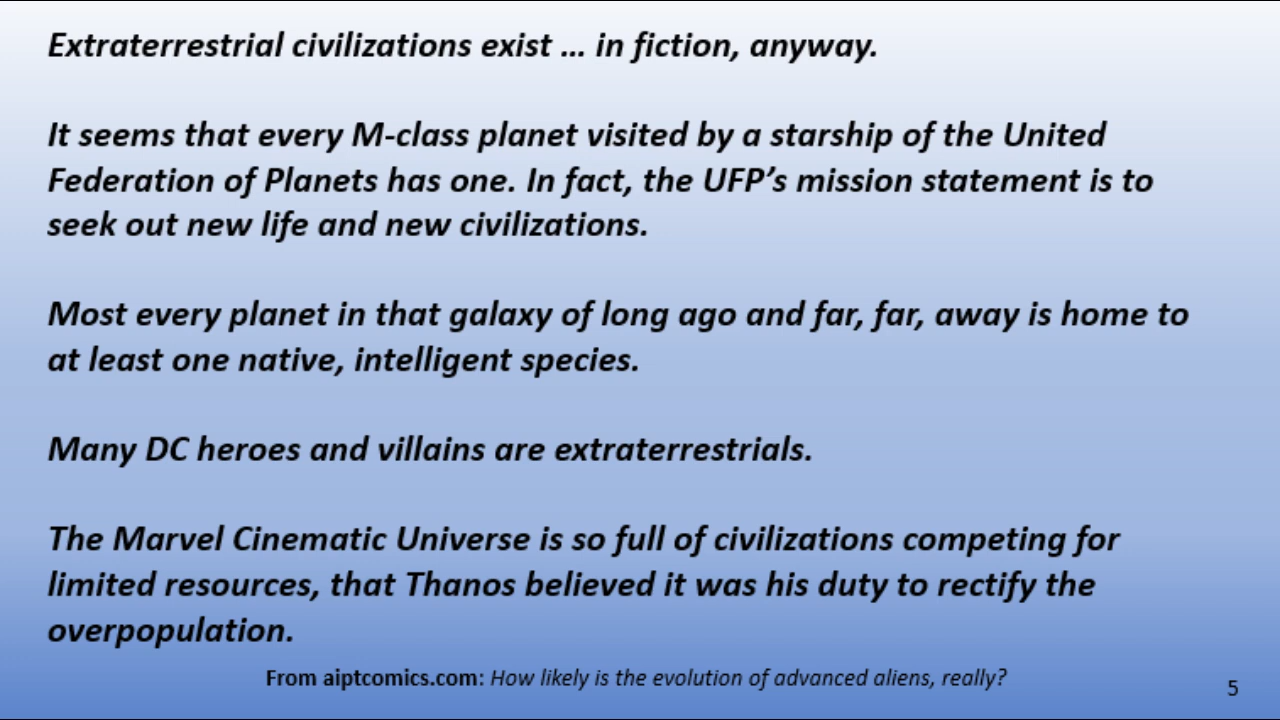 Extraterrestrial civilizations exist … in fiction, anyway.
It seems that every M-class planet visited by a starship of the United
Federation of Planets has one. In fact, the UFP’s mission statement is to
seek out new life and new civilizations.
Most every planet in that galaxy of long ago and far, far, away is home to
at least one native, intelligent species.
Many DC heroes and villains are extraterrestrials.
The Marvel Cinematic Universe is so full of civilizations competing for
limited resources, that Thanos believed it was his duty to rectify the
overpopulation.
From aiptcomics.com: How likely is the evolution of advanced aliens, really?
5